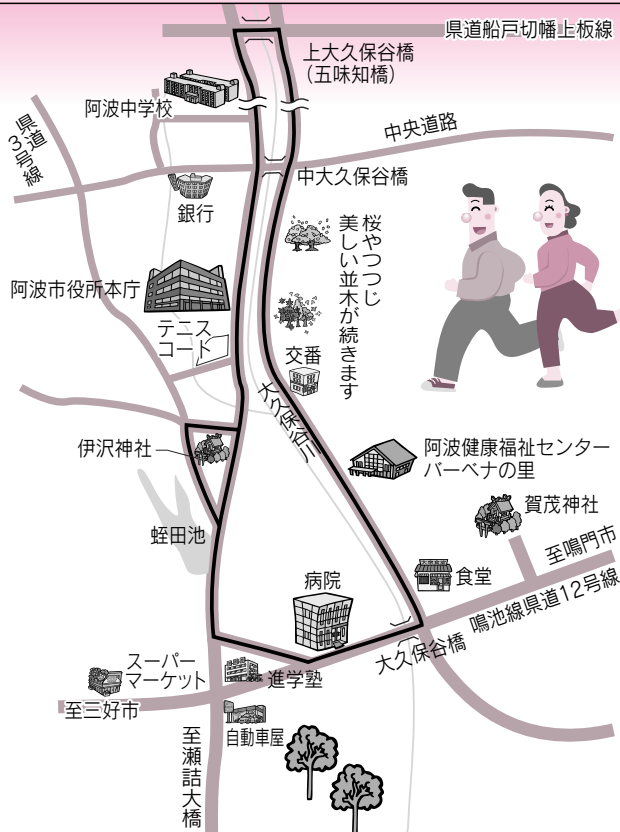 県道船戸切幡上板線
上大久保谷橋
（五味知橋）
阿波中学校
県道
3号線
中央道路
中大久保谷橋
銀行
桜やつつじ
美しい並木が続きます
阿波市役所本庁
テニス
コート
交番
大久保谷川
伊沢神社
阿波健康福祉センター
バーベナの里
賀茂神社
蛭田池
至鳴門市
病院
食堂
鳴池線県道12号線
大久保谷橋
スーパー
マーケット
進学塾
至三好市
自動車屋
至瀬詰大橋